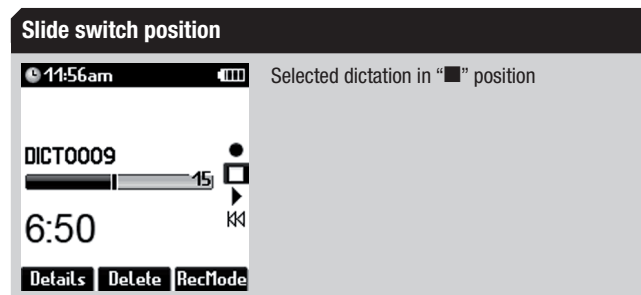 Slide switch position
11:56am
Selected dictation in “■” position
DICT0009
15
6:50
Details Delete RecMode